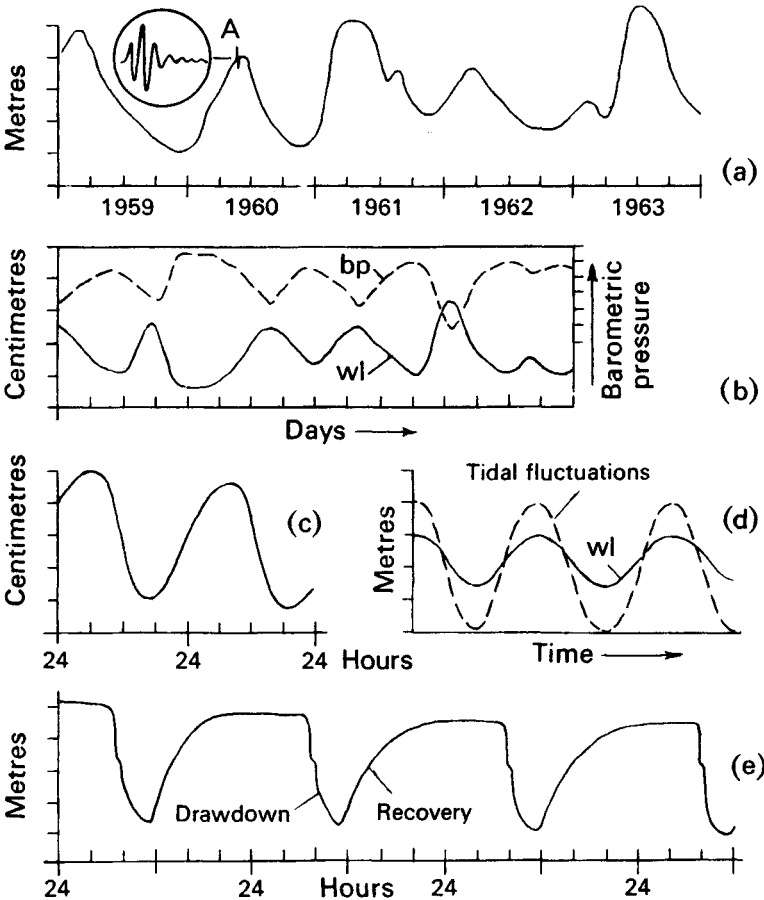 A
Metres
(a)
1959 1960 1961 1962 1963
bp
Centimetres
wl
Barometric
pressure
(b)
Days
Tidal fluctuations
Centimetres
(c)
Metres
wl
(d)
24 24 24 Hours
Time
Metres
Drawdown
Recovery
(e)
24 24 Hours 24 24